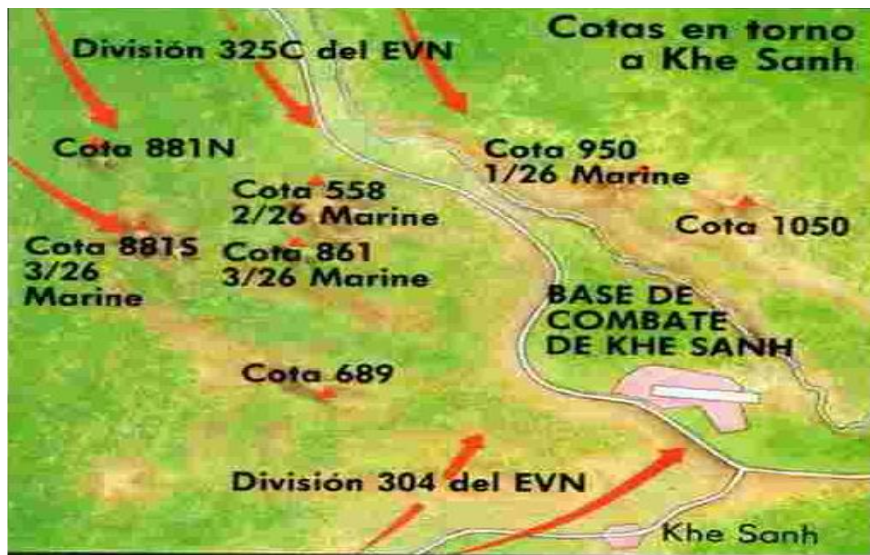 Cotas en torno
a Khe Sanh
División 325C del EVN
Cota 881N
Cota 950
1/26 Marine
Cota 558
2/26 Marine
Cota 1050
Cota 881S
3/26
Marine
Cota 861
3/26 Marine
BASE DE
COMBATE
DE KHE SANH
Cota 689
División 304 del EVN
Khe Sanh